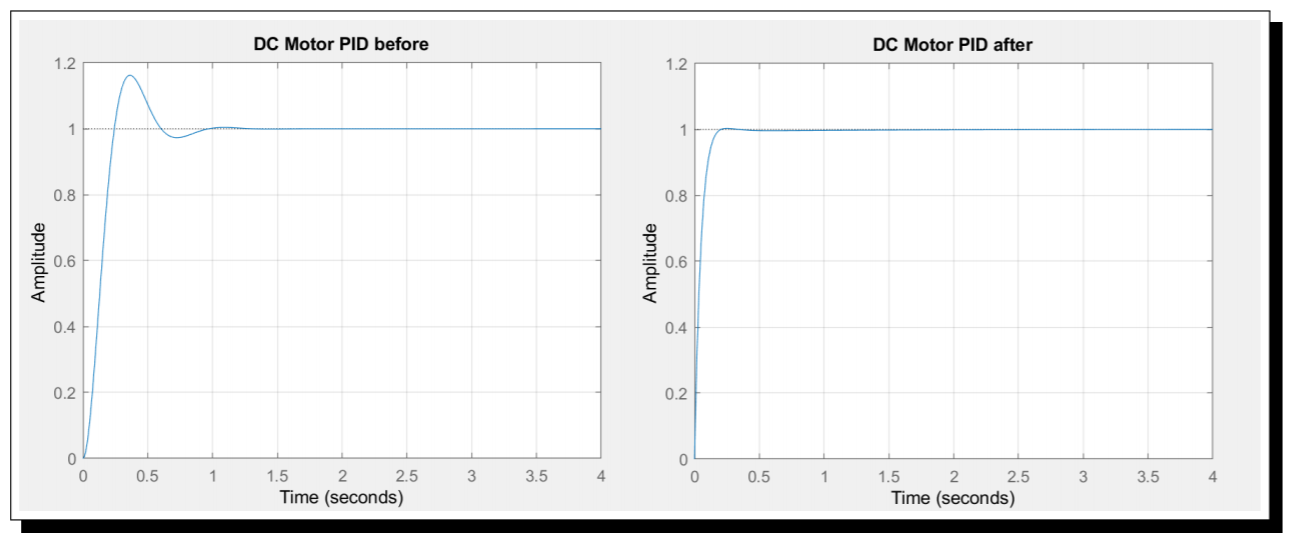 DC Motor PID before
1.2
1
0.8
0.6
0.4
0.2
0
Amplitude
0 0.5 1 1.5 2 2.5 3 3.5 4
Time (seconds)
DC Motor PID after
1.2
1
0.8
0.6
0.4
0.2
0
Amplitude
0 0.5 1 1.5 2 2.5 3 3.5 4
Time (seconds)